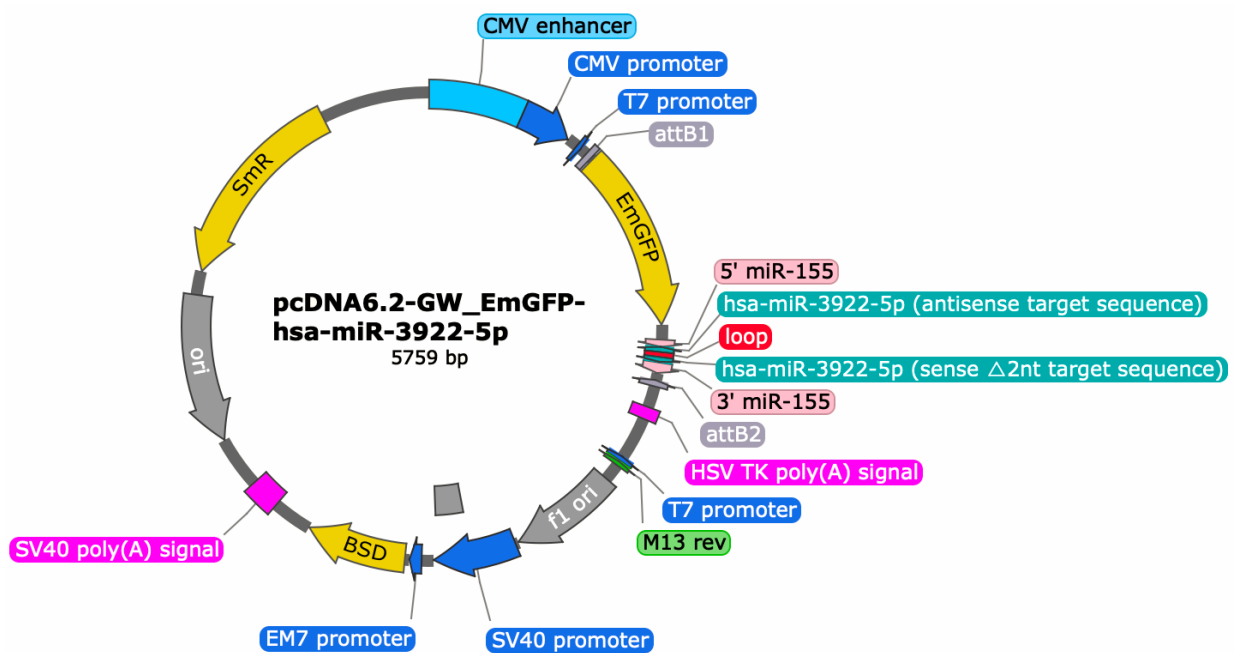 CMV enhancer
CMV promoter
T7 promoter
attB1
EmGFP
SmR
5' miR-155
hsa-miR-3922-5p (antisense target sequence)
loop
hsa-miR-3922-5p (sense △2nt target sequence)
3' miR-155
attB2
HSV TK poly(A) signal
pcDNA6.2-GW_EmGFP-
hsa-miR-3922-5p
5759 bp
ori
T7 promoter
f1 ori
M13 rev
SV40 poly(A) signal
BSD
EM7 promoter
SV40 promoter